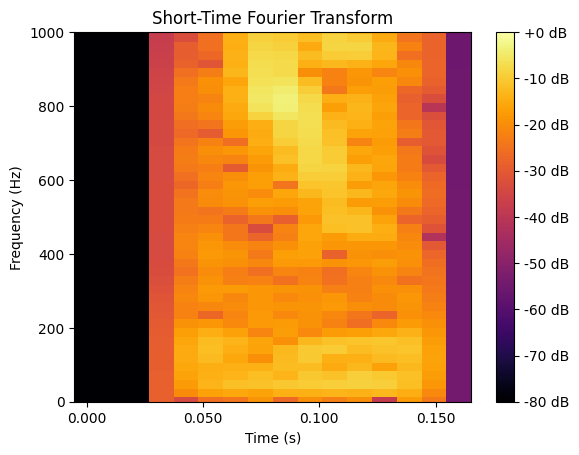 Short-Time Fourier Transform
1000
800
600
400
200
0
Frequency (Hz)
0.000
0.050
0.100
0.150
Time (s)
+0 dB
-10 dB
-20 dB
-30 dB
-40 dB
-50 dB
-60 dB
-70 dB
-80 dB